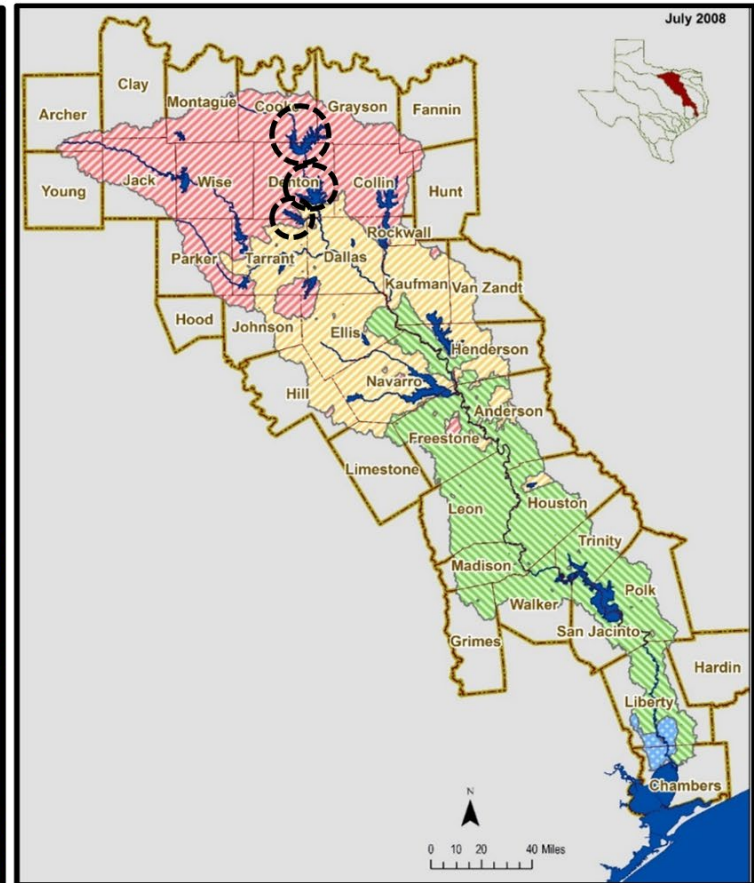 July 2008
Clay
Archer
Montague
Cooke
Grayson
Fannin
Young
Jack
Wise
Denton
Collin
Hunt
Rockwall
Parker
Tarrant
Dallas
Kaufman
Van Zandt
Hood
Johnson
Ellis
Henderson
Hill
Navarro
Anderson
Freestone
Limestone
Leon
Houston
Trinity
Madison
Polk
Walker
San Jacinto
Grimes
Hardin
Liberty
Chambers
N
0 10 20 40 Miles